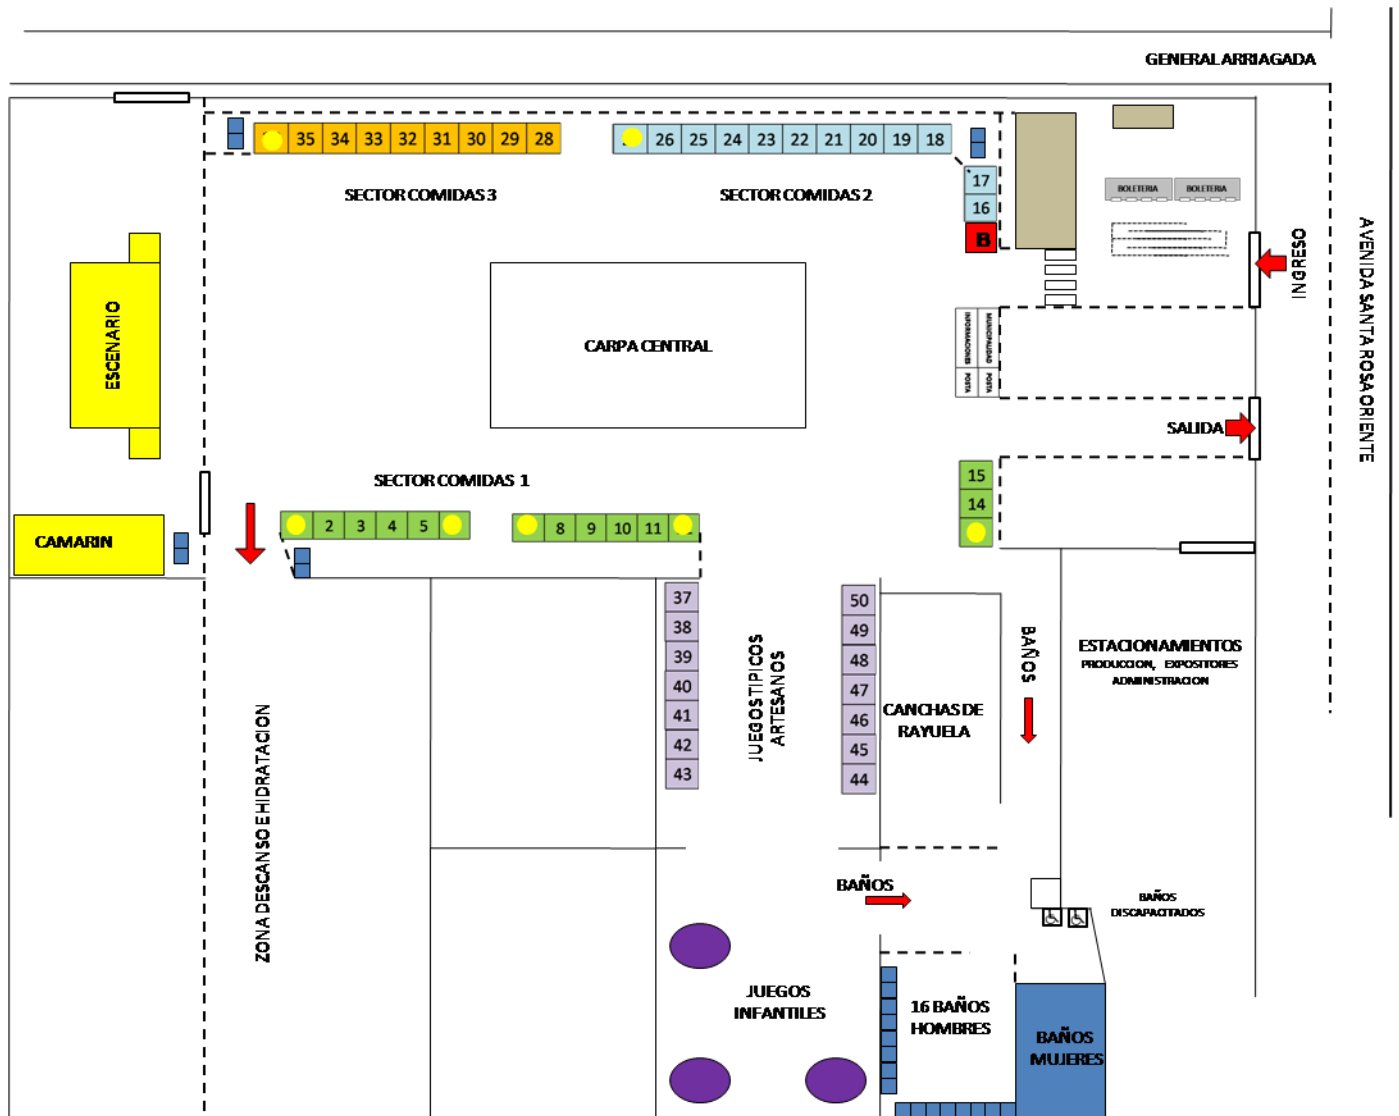 GENERAL ARRIAGADA
35 34 33 32 31 30 29 28
26 25 24 23 22 21 20 19 18
SECTOR COMIDAS 3
SECTOR COMIDAS 2
17
16
B
BOLETERIA
BOLETERIA
INGRESO
AVENIDA SANTA ROSA ORIENTE
ESCENARIO
CARPA CENTRAL
MUNICIPALIDAD
INFORMACIONES
POSTA
POSTA
SALIDA
SECTOR COMIDAS 1
2 3 4 5
8 9 10 11
15
14
CAMARIN
37
38
39
40
41
42
43
JUEGOS TIPICOS
ARTESANOS
50
49
48
47
46
45
44
CANCHAS DE
RAYUELA
BAÑOS
ESTACIONAMIENTOS
PRODUCCION, EXPOSITORES
ADMINISTRACION
ZONA DESCANSO E HIDRATACION
BAÑOS
BAÑOS
DISCAPACITADOS
JUEGOS
INFANTILES
16 BAÑOS
HOMBRES
BAÑOS
MUJERES